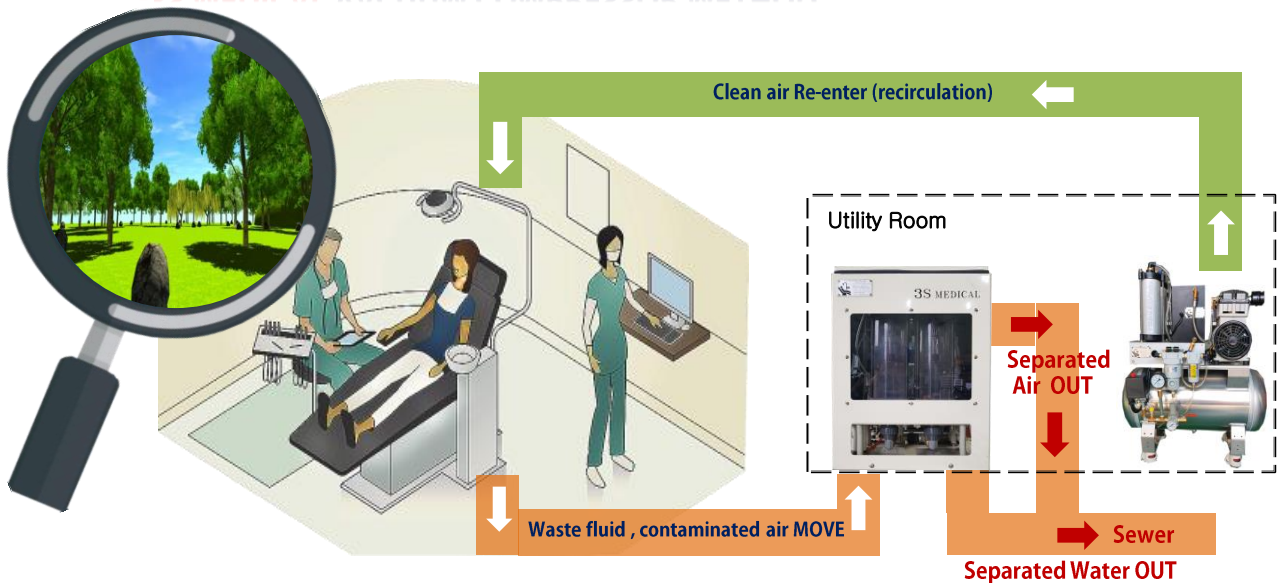 Clean air Re-enter (recirculation)
Utility Room
3S MEDICAL
Separated
Air OUT
Waste fluid , contaminated air MOVE
Sewer
Separated Water OUT